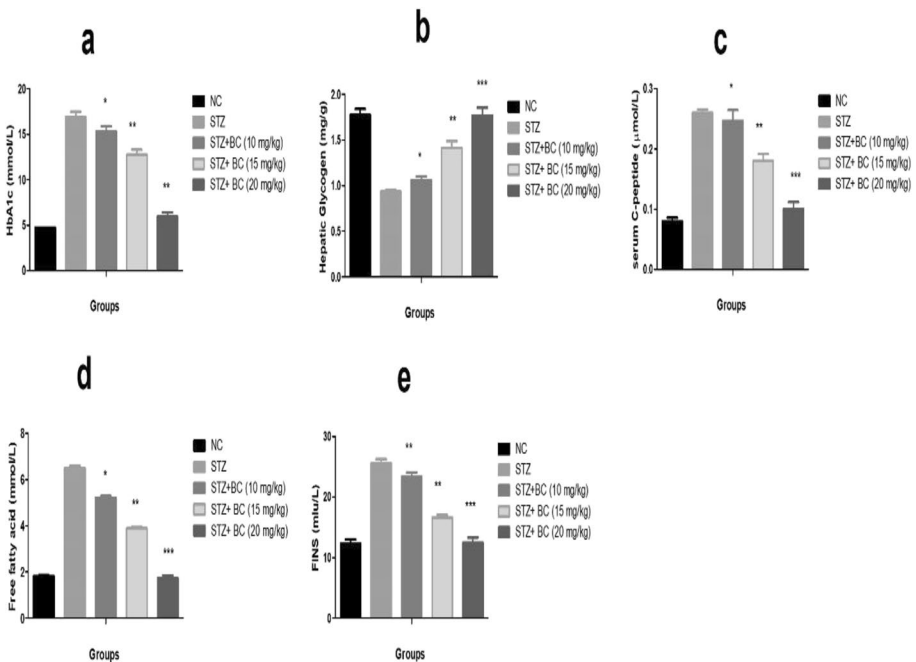 a
HbA1c (mmol/L)
20
15
10
5
0
*
**
**
Groups
NC
STZ
STZ+BC (10 mg/kg)
STZ+ BC (15 mg/kg)
STZ+ BC (20 mg/kg)
b
Hepatic Glycogen (mg/g)
2.0
1.5
1.0
0.5
0.0
*
**
***
Groups
NC
STZ
STZ+BC (10 mg/kg)
STZ+ BC (15 mg/kg)
STZ+ BC (20 mg/kg)
c
serum C-peptide (μmol/L)
0.3
0.2
0.1
0.0
*
**
***
Groups
NC
STZ
STZ+BC (10 mg/kg)
STZ+ BC (15 mg/kg)
STZ+ BC (20 mg/kg)
d
Free fatty acid (mmol/L)
8
6
4
2
0
*
**
***
Groups
NC
STZ
STZ+BC (10 mg/kg)
STZ+ BC (15 mg/kg)
STZ+ BC (20 mg/kg)
e
FINS (mIu/L)
30
20
10
0
**
**
***
Groups
NC
STZ
STZ+BC (10 mg/kg)
STZ+ BC (15 mg/kg)
STZ+ BC (20 mg/kg)